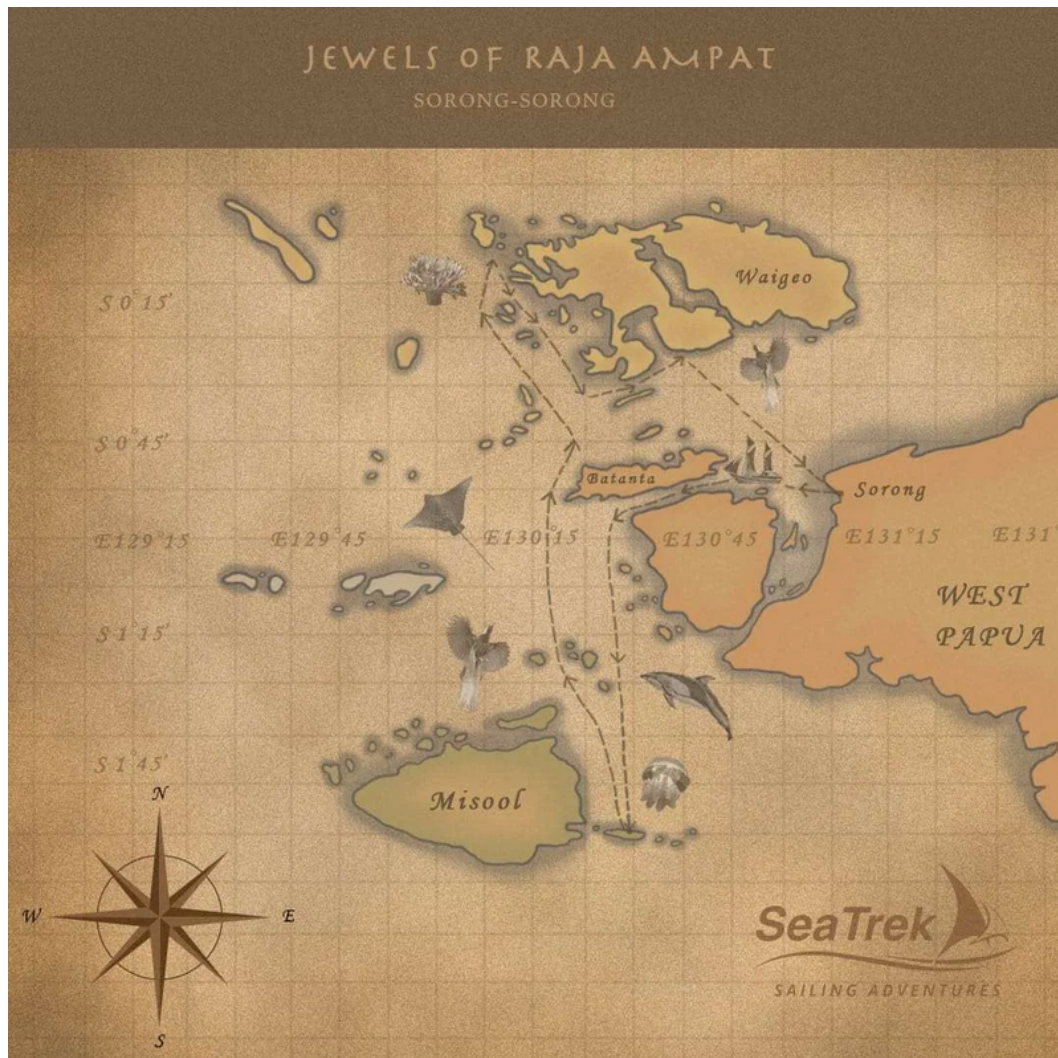 JEWELS OF RAJA AMPAT
SORONG-SORONG
Waigeo
S 0°15'
S 0°45'
Batanta
Sorong
E129°15
E129°45
E130°15
E130°45
E131°15
E131°
WEST
PAPUA
S 1°15'
S 1°45'
Misool
N
W
E
S
SeaTrek
SAILING ADVENTURES